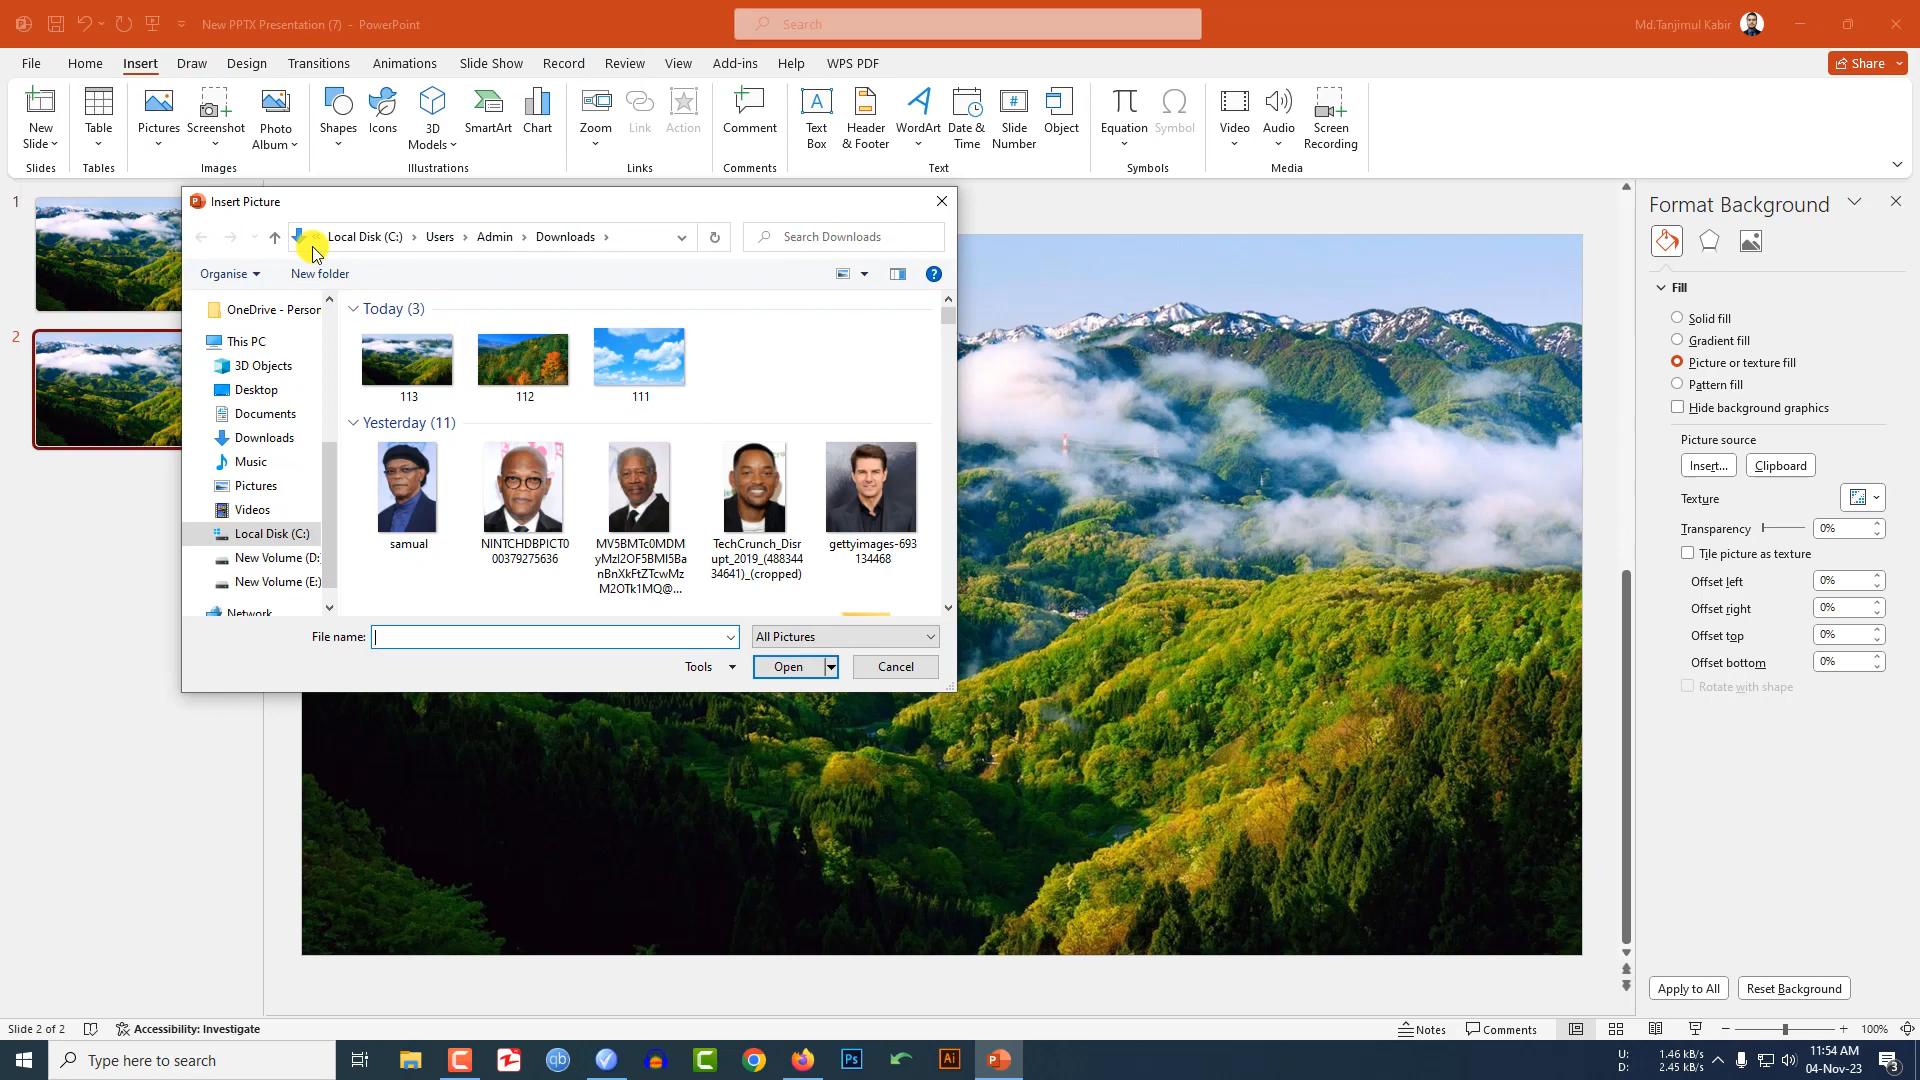 New PPTX Presentation (7) - PowerPoint
Search
Md.Tanjimul Kabir
File Home Insert Draw Design Transitions Animations Slide Show Record Review View Add-ins Help WPS PDF
Share
New Slide
Table
Pictures
Screenshot
Photo Album
Shapes
Icons
3D Models
SmartArt
Chart
Zoom
Link
Action
Comment
Text Box
Header & Footer
WordArt
Date & Time
Slide Number
Object
Equation
Symbol
Video
Audio
Screen Recording
Slides Tables Images Illustrations Links Comments Text Symbols Media
1
2
Insert Picture
« Local Disk (C:) › Users › Admin › Downloads ›
Search Downloads
Organise
New folder
OneDrive - Person
This PC
3D Objects
Desktop
Documents
Downloads
Music
Pictures
Videos
Local Disk (C:)
New Volume (D:
New Volume (E:)
Network
Today (3)
113
112
111
Yesterday (11)
samual
NINTCHDBPICT0
00379275636
MV5BMTc0MDM
yMzI2OF5BMl5Ba
nBnXkFtZTcwMz
M2OTk1MQ@...
TechCrunch_Disr
upt_2019_(488344
34641)_(cropped)
gettyimages-693
134468
File name:
All Pictures
Tools
Open
Cancel
Format Background
Fill
Solid fill
Gradient fill
Picture or texture fill
Pattern fill
Hide background graphics
Picture source
Insert...
Clipboard
Texture
Transparency 0%
Tile picture as texture
Offset left 0%
Offset right 0%
Offset top 0%
Offset bottom 0%
Rotate with shape
Apply to All
Reset Background
Slide 2 of 2
Accessibility: Investigate
Notes
Comments
100%
Type here to search
U: 1.46 kB/s
D: 2.45 kB/s
11:54 AM
04-Nov-23
3